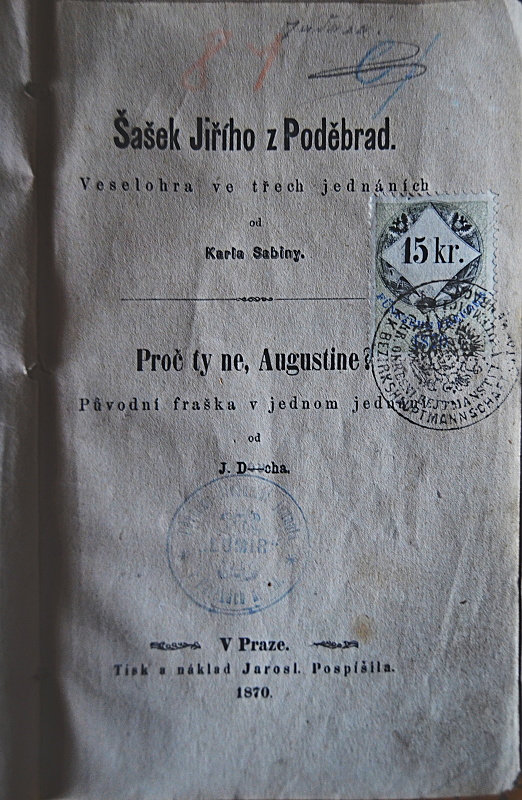 Šašek Jiřího z Poděbrad.
Veselohra ve třech jednáních
od
Karla Sabiny.
15 kr.
Proč ty ne, Augustine?
Původní fraška v jednom
od
J. D—cha.
V Praze.
Tisk a náklad Jarosl. Pospíšila.
1870.